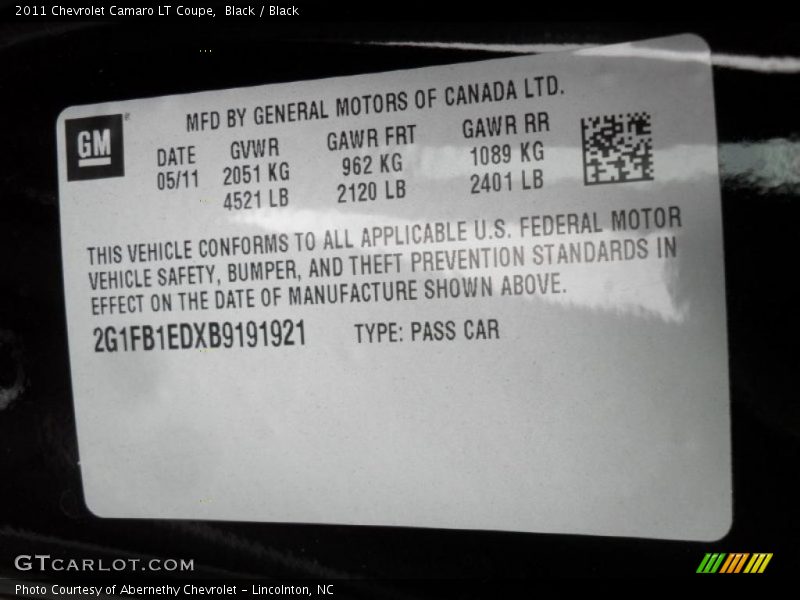 2011 Chevrolet Camaro LT Coupe, Black / Black
GM
MFD BY GENERAL MOTORS OF CANADA LTD.
DATE GVWR GAWR FRT GAWR RR
05/11 2051 KG 962 KG 1089 KG
4521 LB 2120 LB 2401 LB
THIS VEHICLE CONFORMS TO ALL APPLICABLE U.S. FEDERAL MOTOR
VEHICLE SAFETY, BUMPER, AND THEFT PREVENTION STANDARDS IN
EFFECT ON THE DATE OF MANUFACTURE SHOWN ABOVE.
2G1FB1EDXB9191921 TYPE: PASS CAR
GTCARLOT.COM
Photo Courtesy of Abernethy Chevrolet – Lincolnton, NC